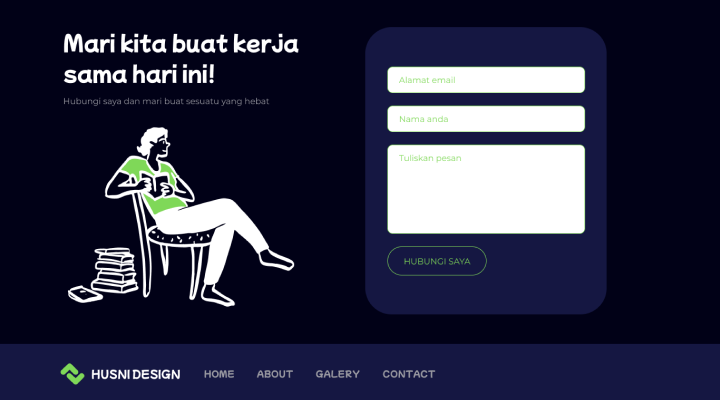 Mari kita buat kerja
sama hari ini!
Hubungi saya dan mari buat sesuatu yang hebat
Alamat email
Nama anda
Tuliskan pesan
HUBUNGI SAYA
HUSNI DESIGN
HOME
ABOUT
GALERY
CONTACT